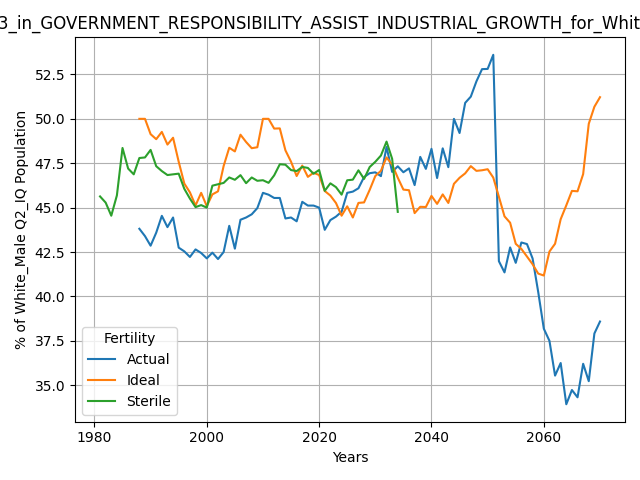 3_in_GOVERNMENT_RESPONSIBILITY_ASSIST_INDUSTRIAL_GROWTH_for_Whit
52.5
50.0
47.5
45.0
42.5
40.0
37.5
35.0
% of White_Male Q2_IQ Population
Fertility
Actual
Ideal
Sterile
1980
2000
2020
2040
2060
Years